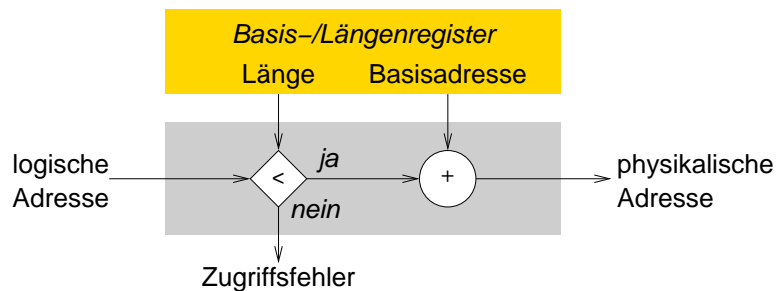 Basis–/Längenregister
Länge
Basisadresse
logische
Adresse
<
ja
nein
+
physikalische
Adresse
Zugriffsfehler